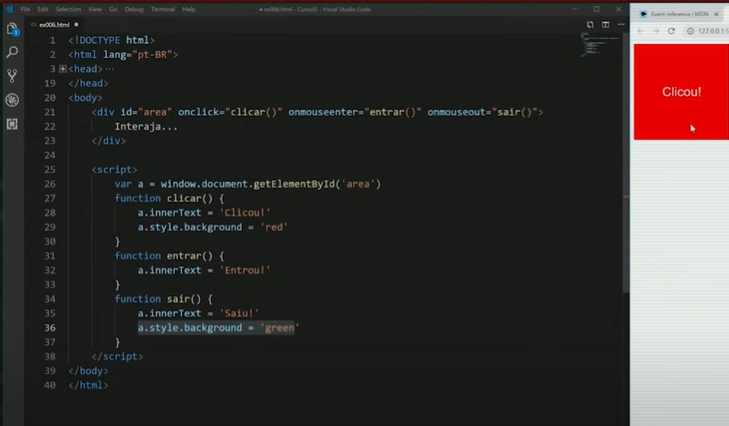 File Edit Selection View Go Debug Terminal Help
● ex006.html - CursoJS - Visual Studio Code
ex006.html ●
1 <!DOCTYPE html>
2 <html lang="pt-BR">
3 <head>···
19 </head>
20 <body>
21 <div id="area" onclick="clicar()" onmouseenter="entrar()" onmouseout="sair()">
22 Interaja...
23 </div>
24
25 <script>
26 var a = window.document.getElementById('area')
27 function clicar() {
28 a.innerText = 'Clicou!'
29 a.style.background = 'red'
30 }
31 function entrar() {
32 a.innerText = 'Entrou!'
33 }
34 function sair() {
35 a.innerText = 'Saiu!'
36 a.style.background = 'green'
37 }
38 </script>
39 </body>
40 </html>
Event reference | MDN
127.0.0.1:5
Clicou!